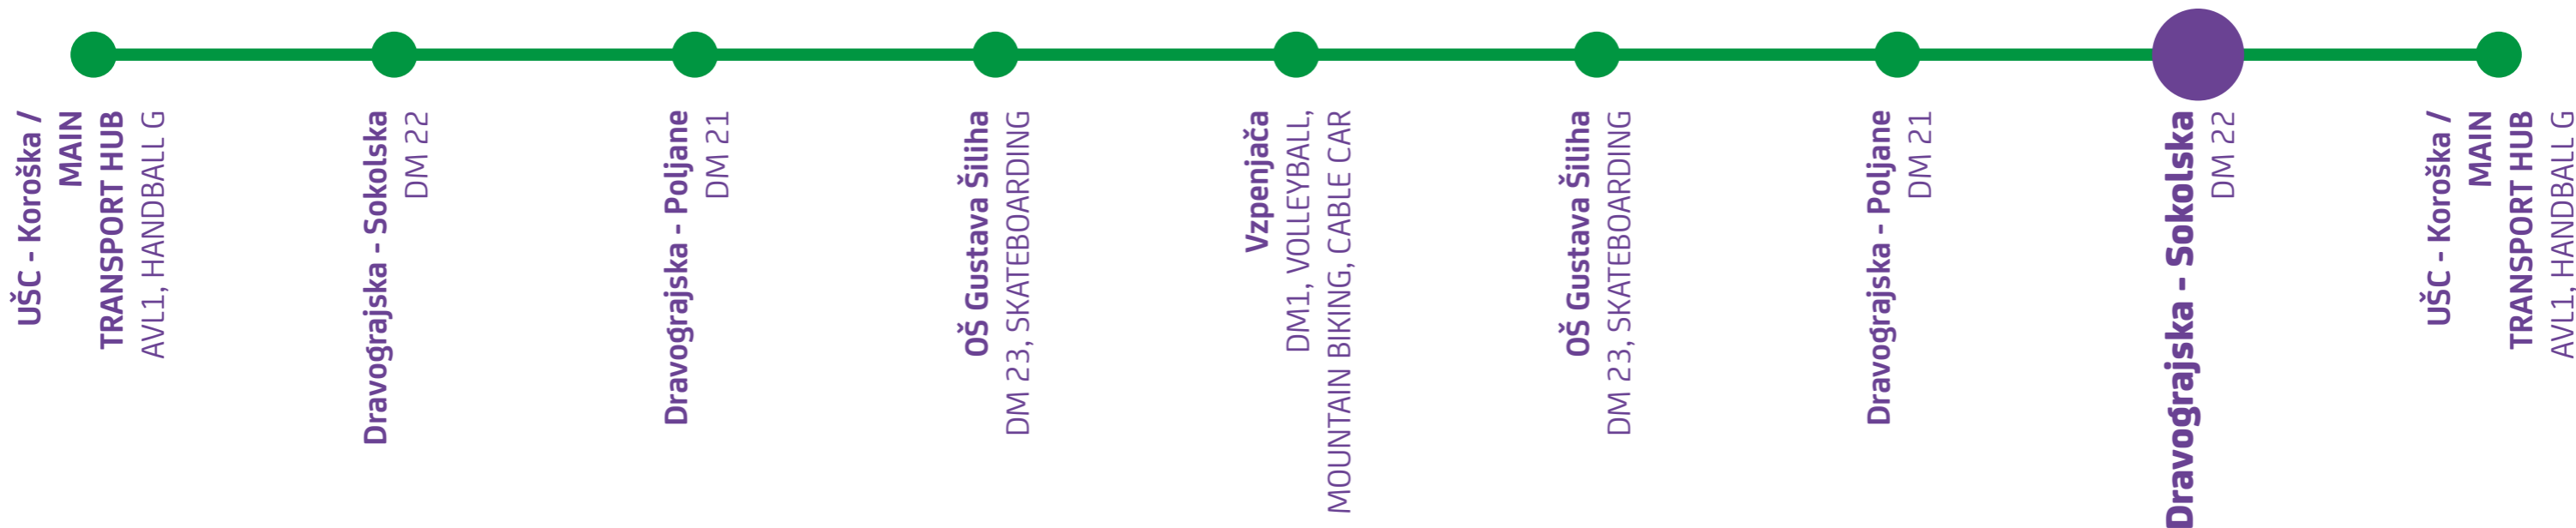 UŠC - Koroška /
MAIN
TRANSPORT HUB
AVL1, HANDBALL G
Dravograjska - Sokolska
DM 22
Dravograjska - Poljane
DM 21
OŠ Gustava Šiliha
DM 23, SKATEBOARDING
Vzpenjača
DM1, VOLLEYBALL,
MOUNTAIN BIKING, CABLE CAR
OŠ Gustava Šiliha
DM 23, SKATEBOARDING
Dravograjska - Poljane
DM 21
Dravograjska - Sokolska
DM 22
UŠC - Koroška /
MAIN
TRANSPORT HUB
AVL1, HANDBALL G